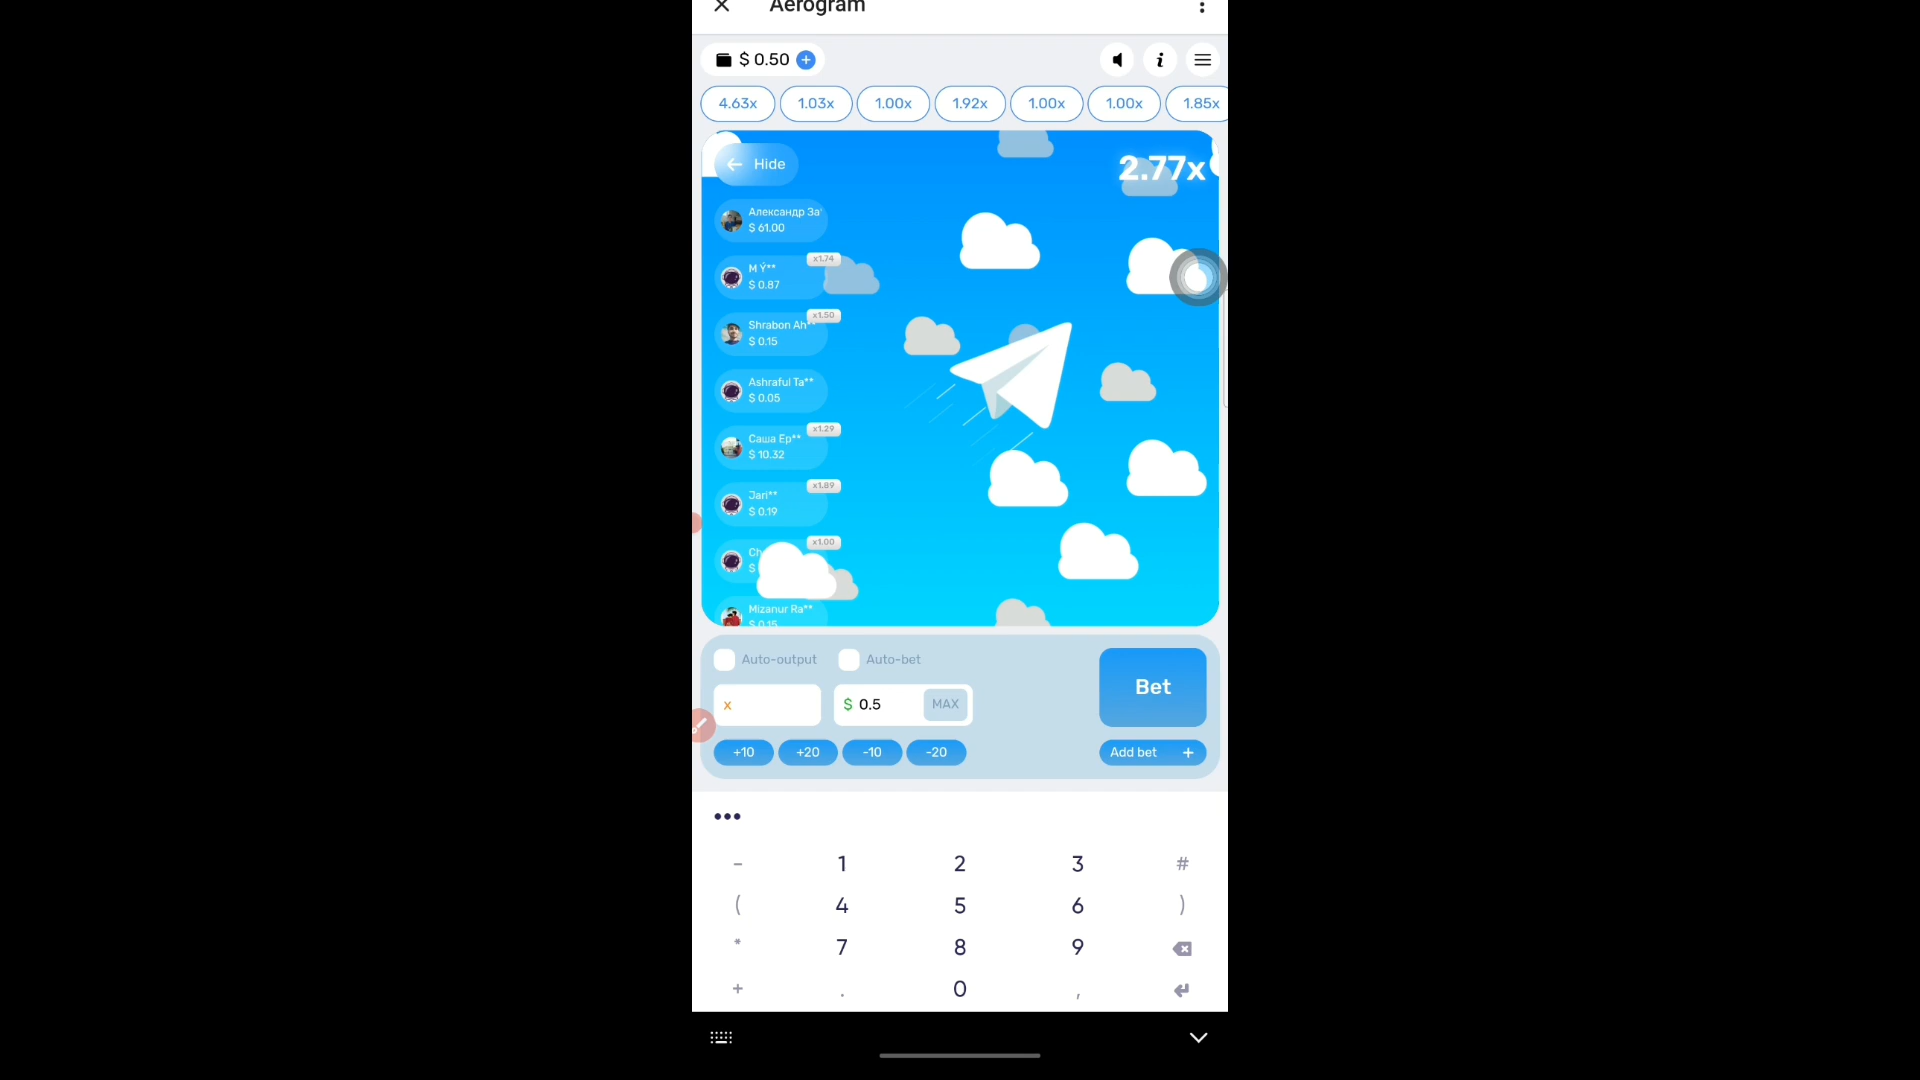 Aerogram
$ 0.50 +
4.63x 1.03x 1.00x 1.92x 1.00x 1.00x 1.85x
Hide
2.77x
Александр За
$ 61.00
x1.74
M Ý**
$ 0.87
x1.50
Shrabon Ah**
$ 0.15
Ashraful Ta**
$ 0.05
x1.29
Саша Ер**
$ 10.32
x1.89
Jari**
$ 0.19
x1.00
Ch
$
Mizanur Ra**
$ 0.15
Auto-output Auto-bet
Bet
x $ 0.5 MAX
+10 +20 -10 -20 Add bet +
- 1 2 3 #
( 4 5 6 )
* 7 8 9
+ . 0 ,